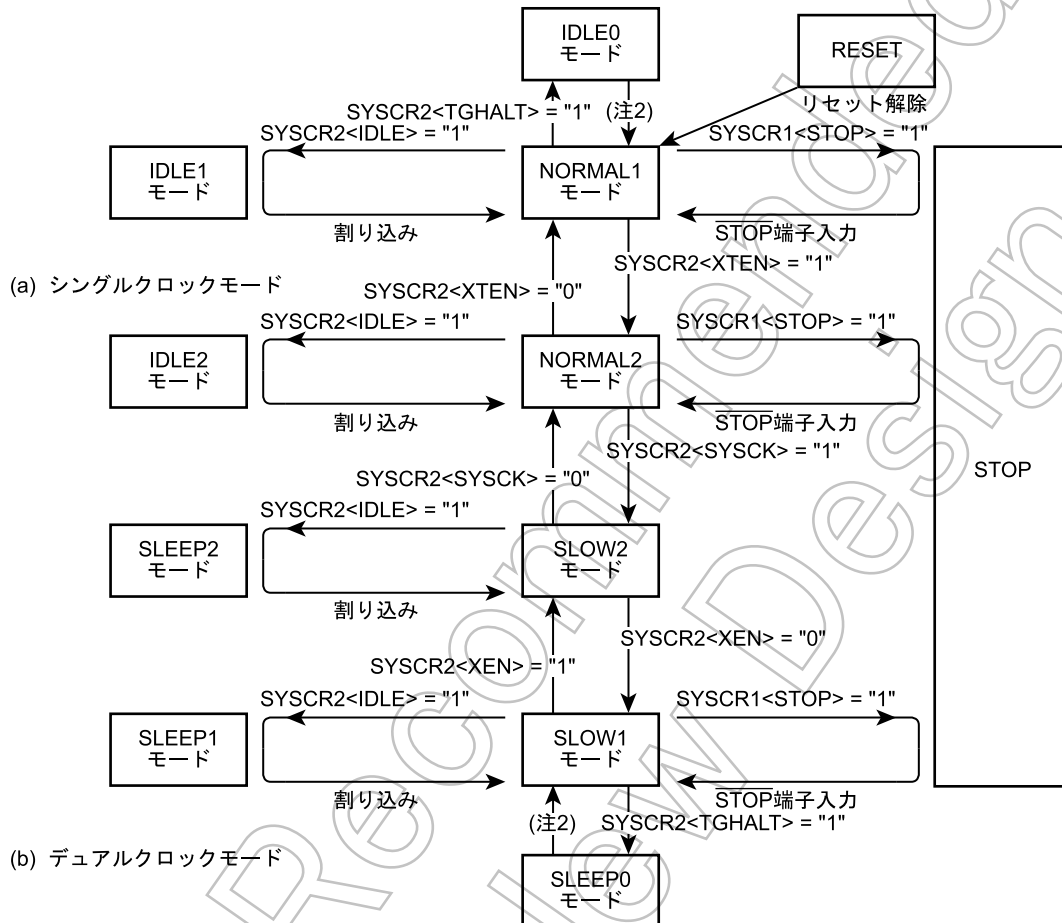 IDLE0
モード
RESET
リセット解除
SYSCR2<TGHALT> = "1"
(注2)
SYSCR2<IDLE> = "1"
SYSCR1<STOP> = "1"
IDLE1
モード
NORMAL1
モード
割り込み
STOP端子入力
SYSCR2<XTEN> = "1"
(a) シングルクロックモード
SYSCR2<XTEN> = "0"
SYSCR2<IDLE> = "1"
SYSCR1<STOP> = "1"
IDLE2
モード
NORMAL2
モード
割り込み
STOP端子入力
SYSCR2<SYSCK> = "1"
STOP
SYSCR2<SYSCK> = "0"
SYSCR2<IDLE> = "1"
SLEEP2
モード
SLOW2
モード
割り込み
SYSCR2<XEN> = "0"
SYSCR2<XEN> = "1"
SYSCR2<IDLE> = "1"
SYSCR1<STOP> = "1"
SLEEP1
モード
SLOW1
モード
割り込み
STOP端子入力
(注2)
SYSCR2<TGHALT> = "1"
(b) デュアルクロックモード
SLEEP0
モード
Recommended
New Design